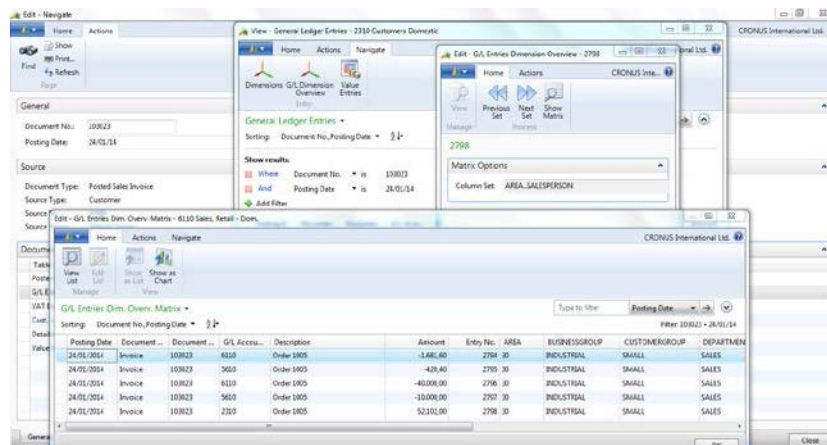 Edit - Navigate
Home Actions
Find
Show
Print...
Refresh
Page
General
Document No.: 103023
Posting Date: 24/01/14
Source
Document Type: Posted Sales Invoice
Source Type: Customer
Source
Source
View - General Ledger Entries - 2310 Customers Domestic
Home Actions Navigate
Dimensions G/L Dimension Overview Value Entries
Entry
General Ledger Entries
Sorting: Document No.,Posting Date
Show results:
Where Document No. is 103023
And Posting Date is 24/01/14
Add Filter
Edit - G/L Entries Dimension Overview - 2798
Home Actions CRONUS Inte...
View Previous Set Next Set Show Matrix
Manage Process
2798
Matrix Options
Column Set: AREA..SALESPERSON
CRONUS International Ltd.
Edit - G/L Entries Dim. Overv. Matrix - 6110 Sales, Retail - Dom.
Home Actions Navigate CRONUS International Ltd.
View List Edit List Show as List Show as Chart
Manage View
G/L Entries Dim. Overv. Matrix
Type to filter Posting Date
Sorting: Document No.,Posting Date Filter: 103023 • 24/01/14
Posting Date Document ... Document ... G/L Accou... Description Amount Entry No. AREA BUSINESSGROUP CUSTOMERGROUP DEPARTMEN
24/01/2014 Invoice 103023 6110 Order 1005 2794 30 INDUSTRIAL SMALL SALES
24/01/2014 Invoice 103023 5610 Order 1005 2795 30 INDUSTRIAL SMALL SALES
24/01/2014 Invoice 103023 6110 Order 1005 -40.000,00 2796 30 INDUSTRIAL SMALL SALES
24/01/2014 Invoice 103023 5610 Order 1005 -10.000,00 2797 30 INDUSTRIAL SMALL SALES
24/01/2014 Invoice 103023 2310 Order 1005 52.102,00 2798 30 INDUSTRIAL SMALL SALES
OK
Close